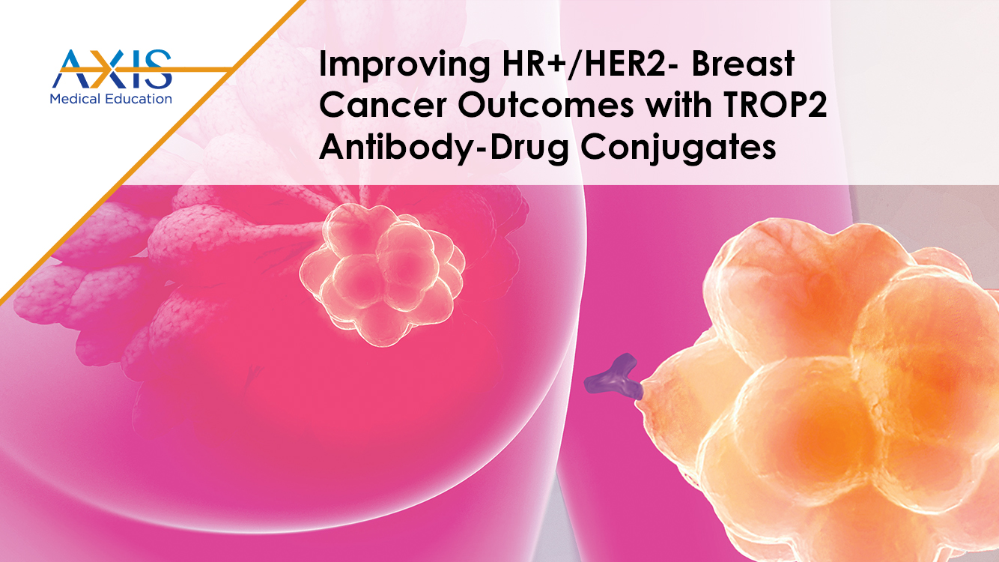 AXIS
Medical Education
Improving HR+/HER2- Breast
Cancer Outcomes with TROP2
Antibody-Drug Conjugates